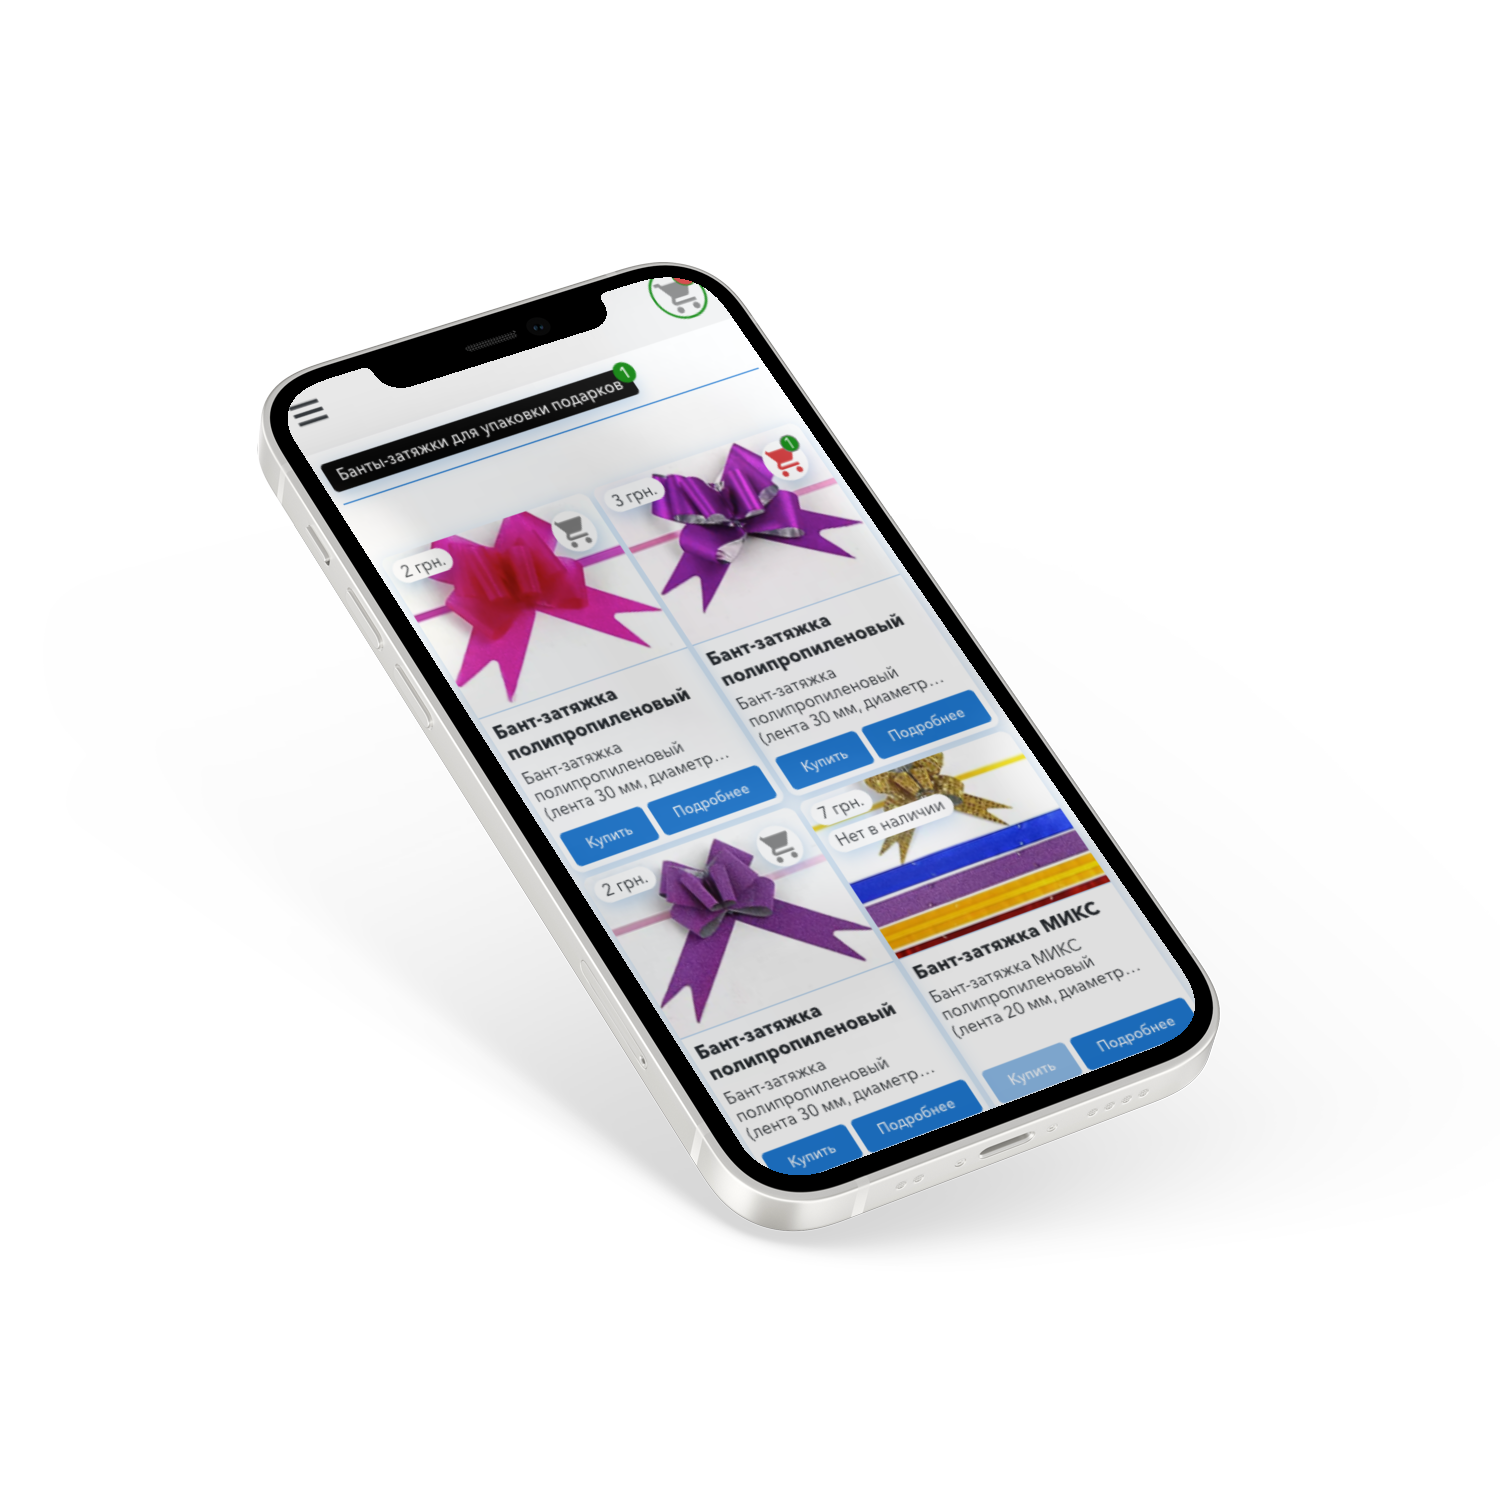 Банты-затяжки для упаковки подарков
1
2 грн.
Бант-затяжка
полипропиленовый
Бант-затяжка
полипропиленовый
(лента 30 мм, диаметр...
Купить
Подробнее
3 грн.
1
Бант-затяжка
полипропиленовый
Бант-затяжка
полипропиленовый
(лента 30 мм, диаметр...
Купить
Подробнее
2 грн.
Бант-затяжка
полипропиленовый
Бант-затяжка
полипропиленовый
(лента 30 мм, диаметр...
Купить
Подробнее
7 грн.
Нет в наличии
Бант-затяжка МИКС
Бант-затяжка МИКС
полипропиленовый
(лента 20 мм, диаметр...
Купить
Подробнее